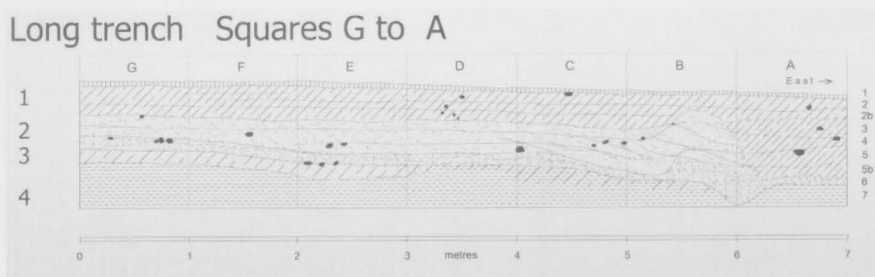 Long trench Squares G to A
G F E D C B A
East →
1
2
3
4
1
2
2b
3
4
5
5b
6
7
0 1 2 3 metres 4 5 6 7